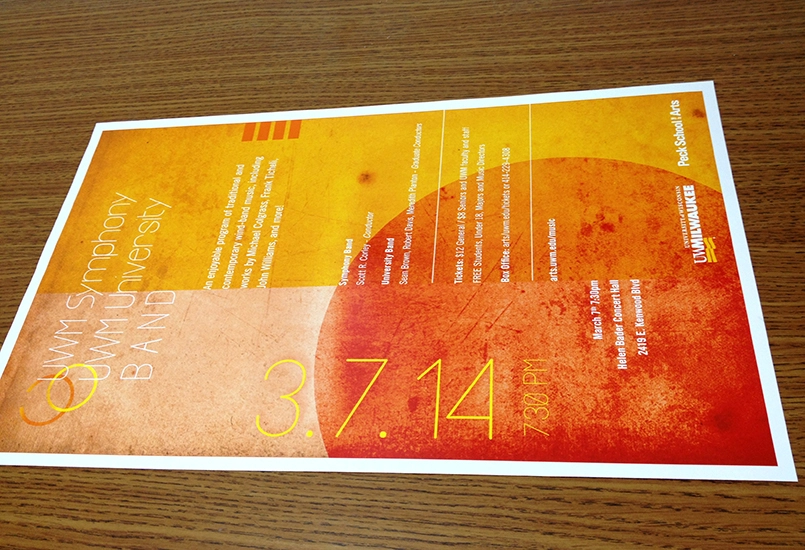 UWM Symphony
UWM University
BAND
An enjoyable program of traditional and
contemporary wind-band music, including
works by Michael Colgrass, Frank Ticheli,
John Williams, and more!
Symphony Band
Scott R. Corley - Conductor
University Band
Sean Brown, Robert Davis, Meredith Planton - Graduate Conductors
Tickets: $12 General / $8 Seniors and UWM faculty and staff
FREE Students, Under 18, Majors and Music Directors
Box Office: arts.uwm.edu/tickets or 414-229-4308
arts.uwm.edu/music
3.7.14
7:30 PM
March 7th 7:30pm
Helen Bader Concert Hall
2419 E. Kenwood Blvd
UNIVERSITY of WISCONSIN
UWMILWAUKEE
Peck School of Arts